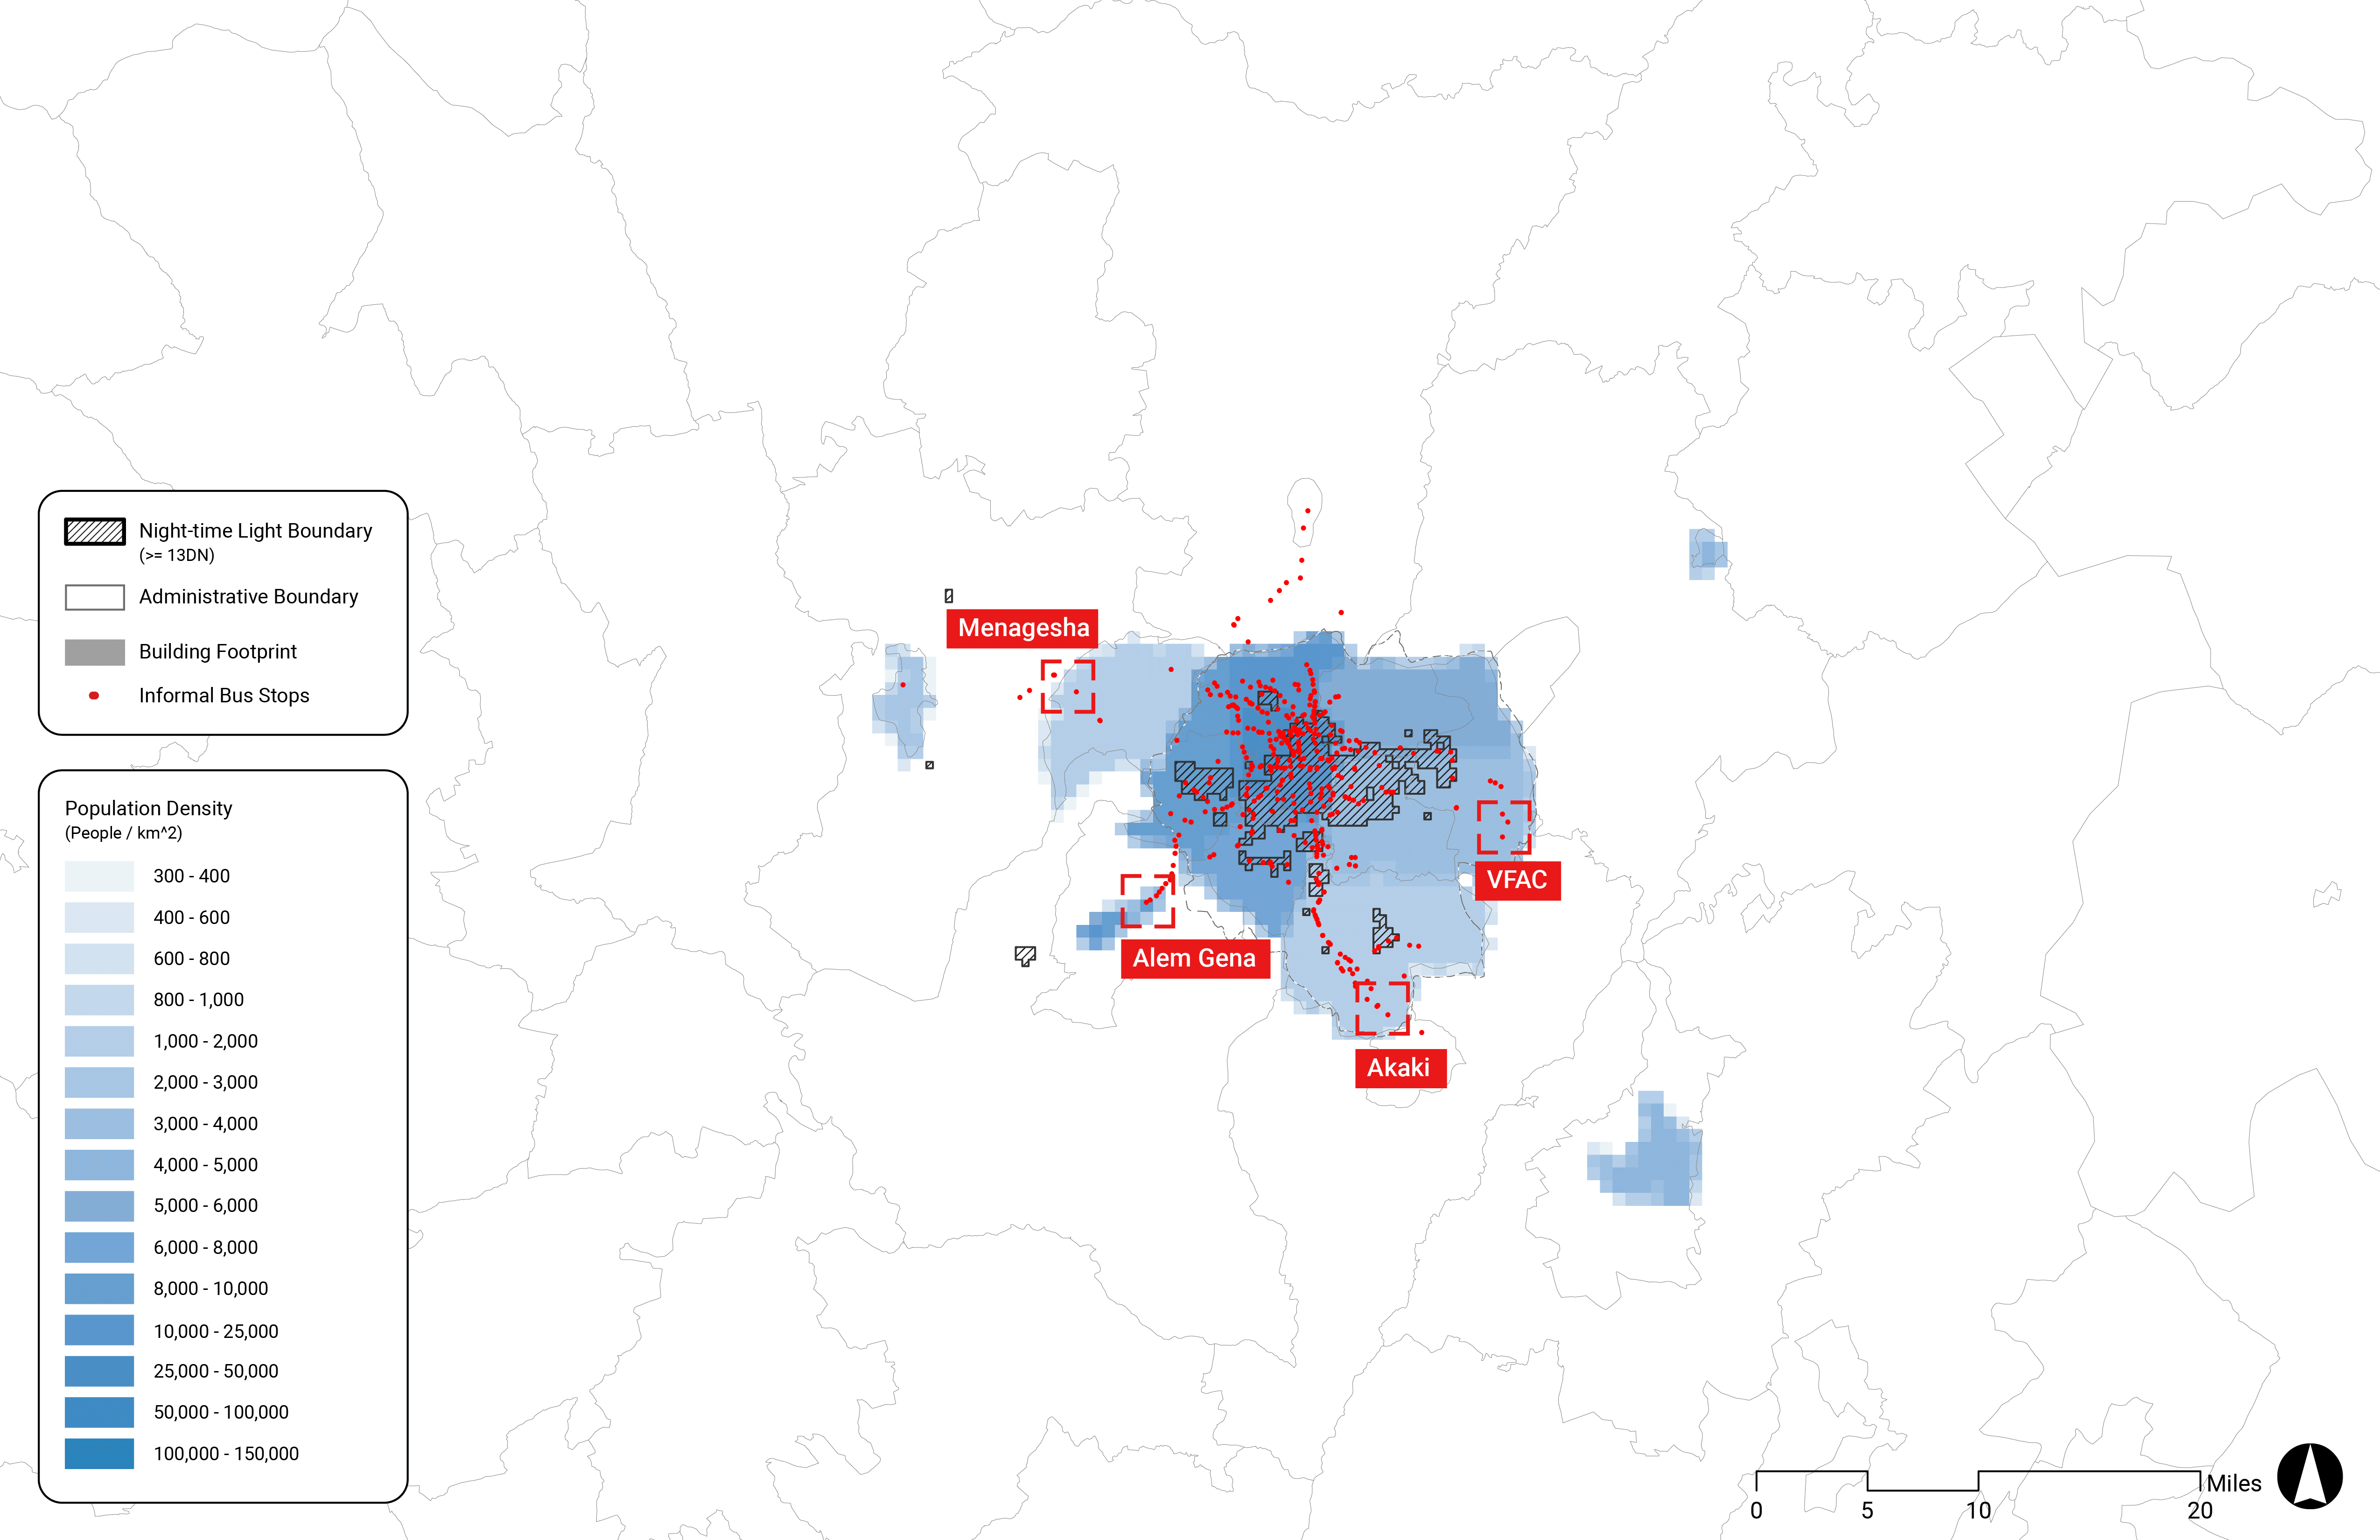 Night-time Light Boundary
(>= 13DN)
Administrative Boundary
Building Footprint
Informal Bus Stops
Population Density
(People / km^2)
300 - 400
400 - 600
600 - 800
800 - 1,000
1,000 - 2,000
2,000 - 3,000
3,000 - 4,000
4,000 - 5,000
5,000 - 6,000
6,000 - 8,000
8,000 - 10,000
10,000 - 25,000
25,000 - 50,000
50,000 - 100,000
100,000 - 150,000
Menagesha
VFAC
Alem Gena
Akaki
Miles
0 5 10 20